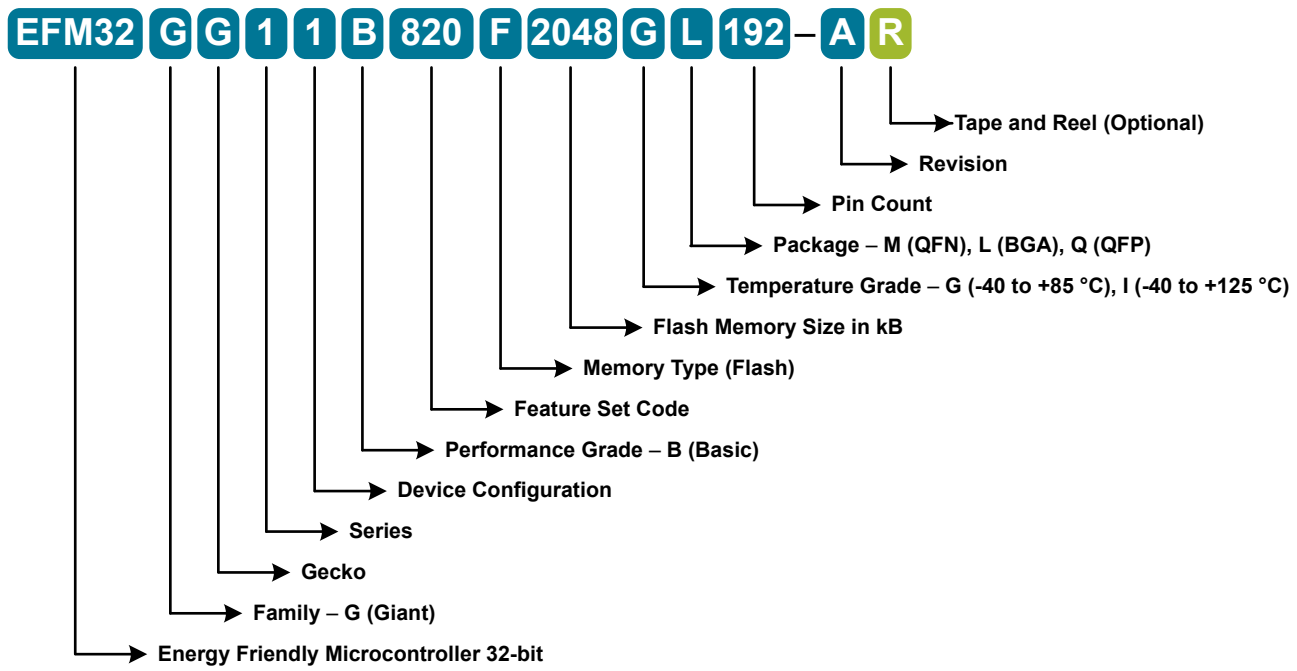 EFM32 G G 1 1 B 820 F 2048 G L 192 – A R
Tape and Reel (Optional)
Revision
Pin Count
Package – M (QFN), L (BGA), Q (QFP)
Temperature Grade – G (-40 to +85 °C), I (-40 to +125 °C)
Flash Memory Size in kB
Memory Type (Flash)
Feature Set Code
Performance Grade – B (Basic)
Device Configuration
Series
Gecko
Family – G (Giant)
Energy Friendly Microcontroller 32-bit